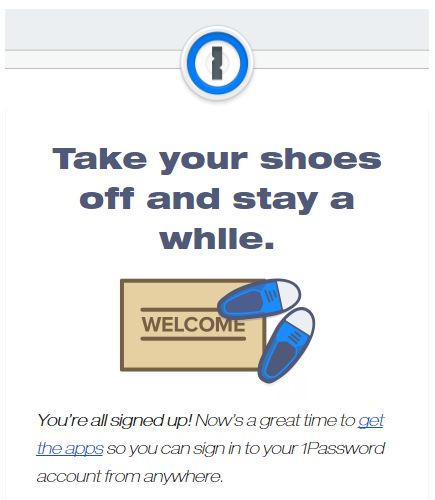 Take your shoes
off and stay a
while.
WELCOME
You're all signed up! Now's a great time to get
the apps so you can sign in to your 1Password
account from anywhere.